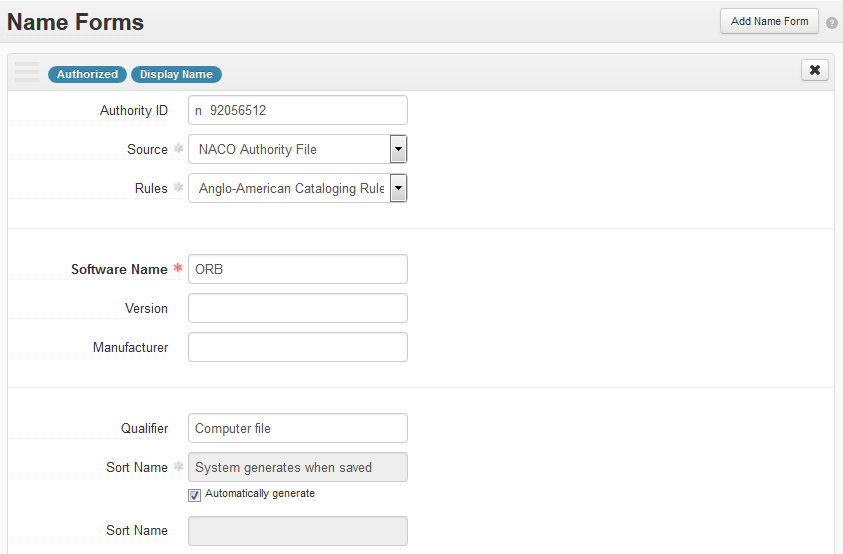 Name Forms
Add Name Form
Authorized Display Name
Authority ID n 92056512
Source NACO Authority File
Rules Anglo-American Cataloging Rule
Software Name * ORB
Version
Manufacturer
Qualifier Computer file
Sort Name System generates when saved
Automatically generate
Sort Name